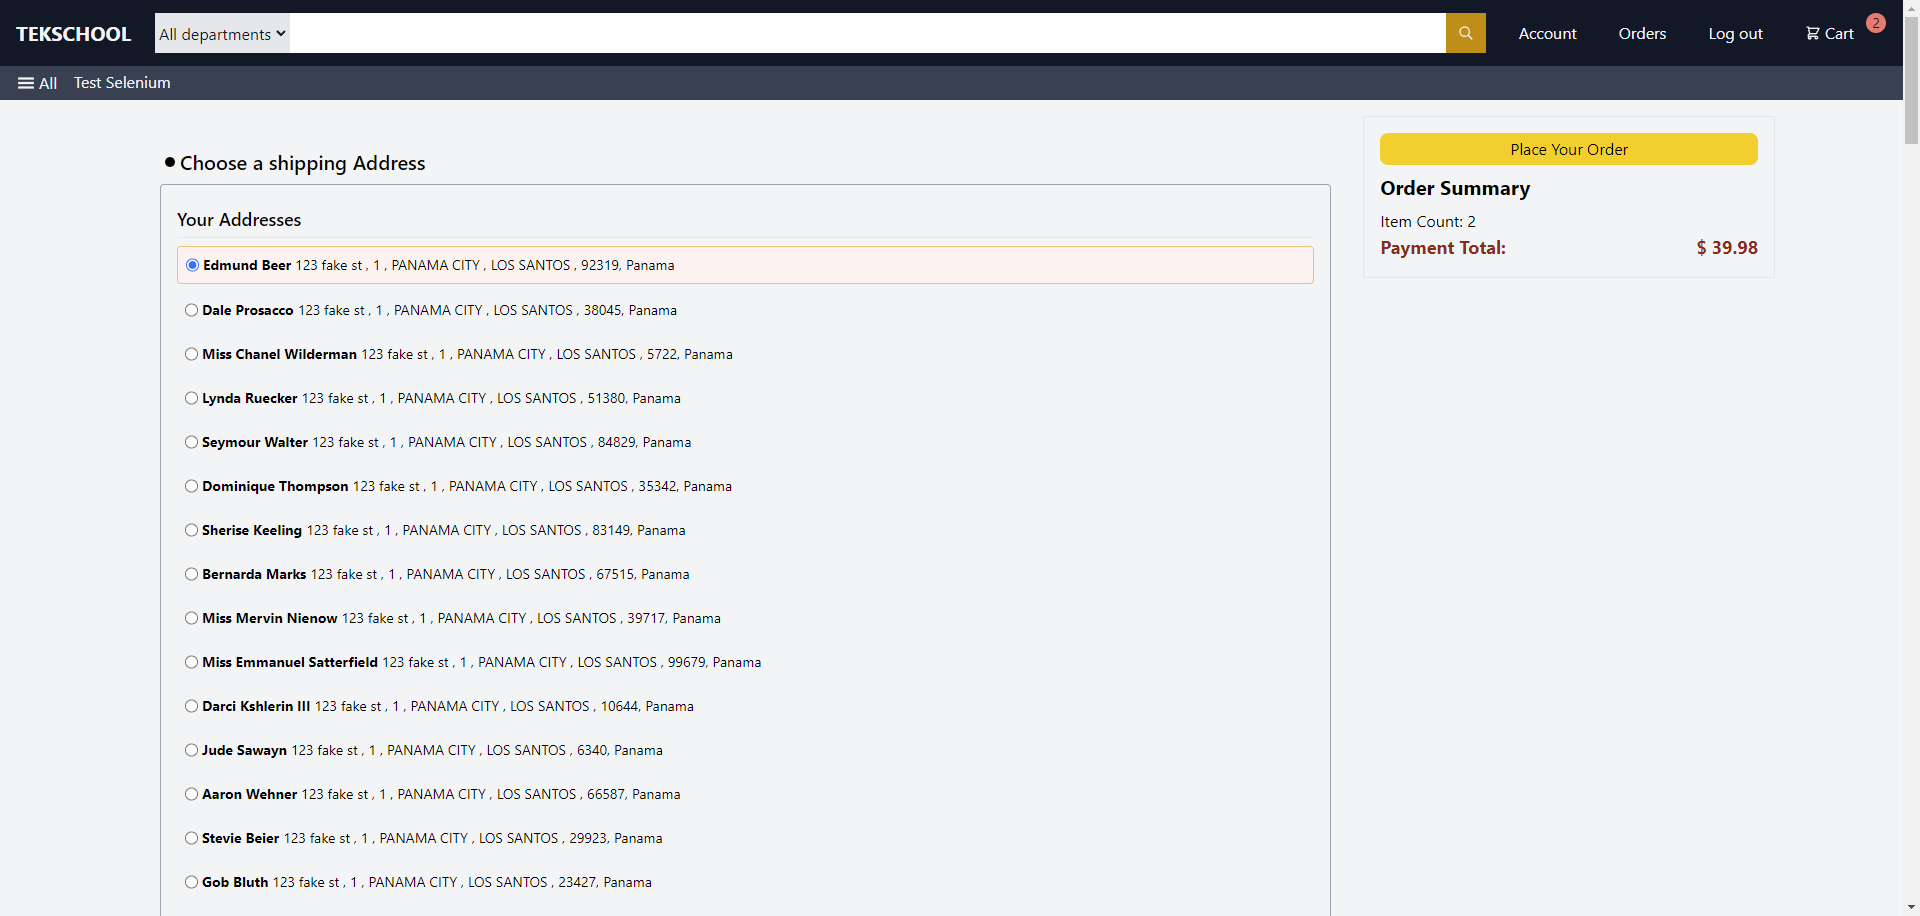 TEKSCHOOL
All departments
Account
Orders
Log out
Cart
2
All
Test Selenium
Choose a shipping Address
Your Addresses
Edmund Beer 123 fake st , 1 , PANAMA CITY , LOS SANTOS , 92319, Panama
Dale Prosacco 123 fake st , 1 , PANAMA CITY , LOS SANTOS , 38045, Panama
Miss Chanel Wilderman 123 fake st , 1 , PANAMA CITY , LOS SANTOS , 5722, Panama
Lynda Ruecker 123 fake st , 1 , PANAMA CITY , LOS SANTOS , 51380, Panama
Seymour Walter 123 fake st , 1 , PANAMA CITY , LOS SANTOS , 84829, Panama
Dominique Thompson 123 fake st , 1 , PANAMA CITY , LOS SANTOS , 35342, Panama
Sherise Keeling 123 fake st , 1 , PANAMA CITY , LOS SANTOS , 83149, Panama
Bernarda Marks 123 fake st , 1 , PANAMA CITY , LOS SANTOS , 67515, Panama
Miss Mervin Nienow 123 fake st , 1 , PANAMA CITY , LOS SANTOS , 39717, Panama
Miss Emmanuel Satterfield 123 fake st , 1 , PANAMA CITY , LOS SANTOS , 99679, Panama
Darci Kshlerin III 123 fake st , 1 , PANAMA CITY , LOS SANTOS , 10644, Panama
Jude Sawayn 123 fake st , 1 , PANAMA CITY , LOS SANTOS , 6340, Panama
Aaron Wehner 123 fake st , 1 , PANAMA CITY , LOS SANTOS , 66587, Panama
Stevie Beier 123 fake st , 1 , PANAMA CITY , LOS SANTOS , 29923, Panama
Gob Bluth 123 fake st , 1 , PANAMA CITY , LOS SANTOS , 23427, Panama
Place Your Order
Order Summary
Item Count: 2
Payment Total: $ 39.98